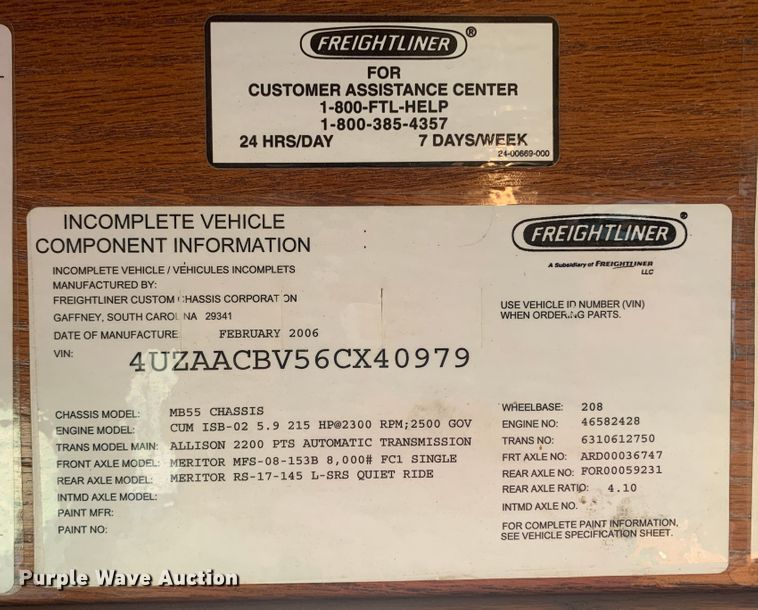 FREIGHTLINER®
FOR
CUSTOMER ASSISTANCE CENTER
1-800-FTL-HELP
1-800-385-4357
24 HRS/DAY 7 DAYS/WEEK
24-00669-000
INCOMPLETE VEHICLE
COMPONENT INFORMATION
FREIGHTLINER®
A Subsidiary of FREIGHTLINER
LLC
INCOMPLETE VEHICLE / VEHICULES INCOMPLETS
MANUFACTURED BY:
FREIGHTLINER CUSTOM CHASSIS CORPORATION
GAFFNEY, SOUTH CAROLINA 29341
DATE OF MANUFACTURE FEBRUARY 2006
VIN: 4UZAACBV56CX40979
USE VEHICLE ID NUMBER (VIN)
WHEN ORDERING PARTS.
CHASSIS MODEL: MB55 CHASSIS
ENGINE MODEL: CUM ISB-02 5.9 215 HP@2300 RPM;2500 GOV
TRANS MODEL MAIN: ALLISON 2200 PTS AUTOMATIC TRANSMISSION
FRONT AXLE MODEL: MERITOR MFS-08-153B 8,000# FC1 SINGLE
REAR AXLE MODEL: MERITOR RS-17-145 L-SRS QUIET RIDE
INTMD AXLE MODEL:
PAINT MFR:
PAINT NO:
WHEELBASE: 208
ENGINE NO: 46582428
TRANS NO: 6310612750
FRT AXLE NO: ARD00036747
REAR AXLE NO: FOR00059231
REAR AXLE RATIO: 4.10
INTMD AXLE NO.
FOR COMPLETE PAINT INFORMATION,
SEE VEHICLE SPECIFICATION SHEET.
Purple Wave Auction